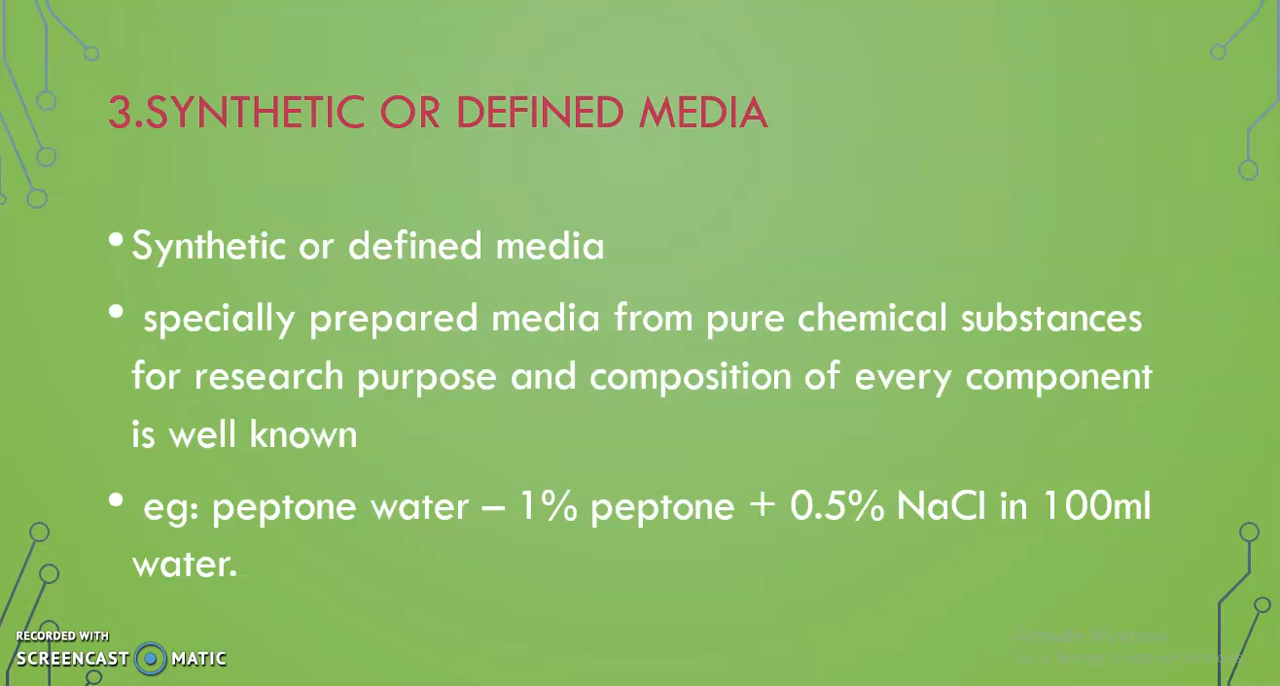 3.SYNTHETIC OR DEFINED MEDIA
• Synthetic or defined media
• specially prepared media from pure chemical substances
for research purpose and composition of every component
is well known
• eg: peptone water – 1% peptone + 0.5% NaCl in 100ml
water.
RECORDED WITH
SCREENCAST MATIC
Activate Windows